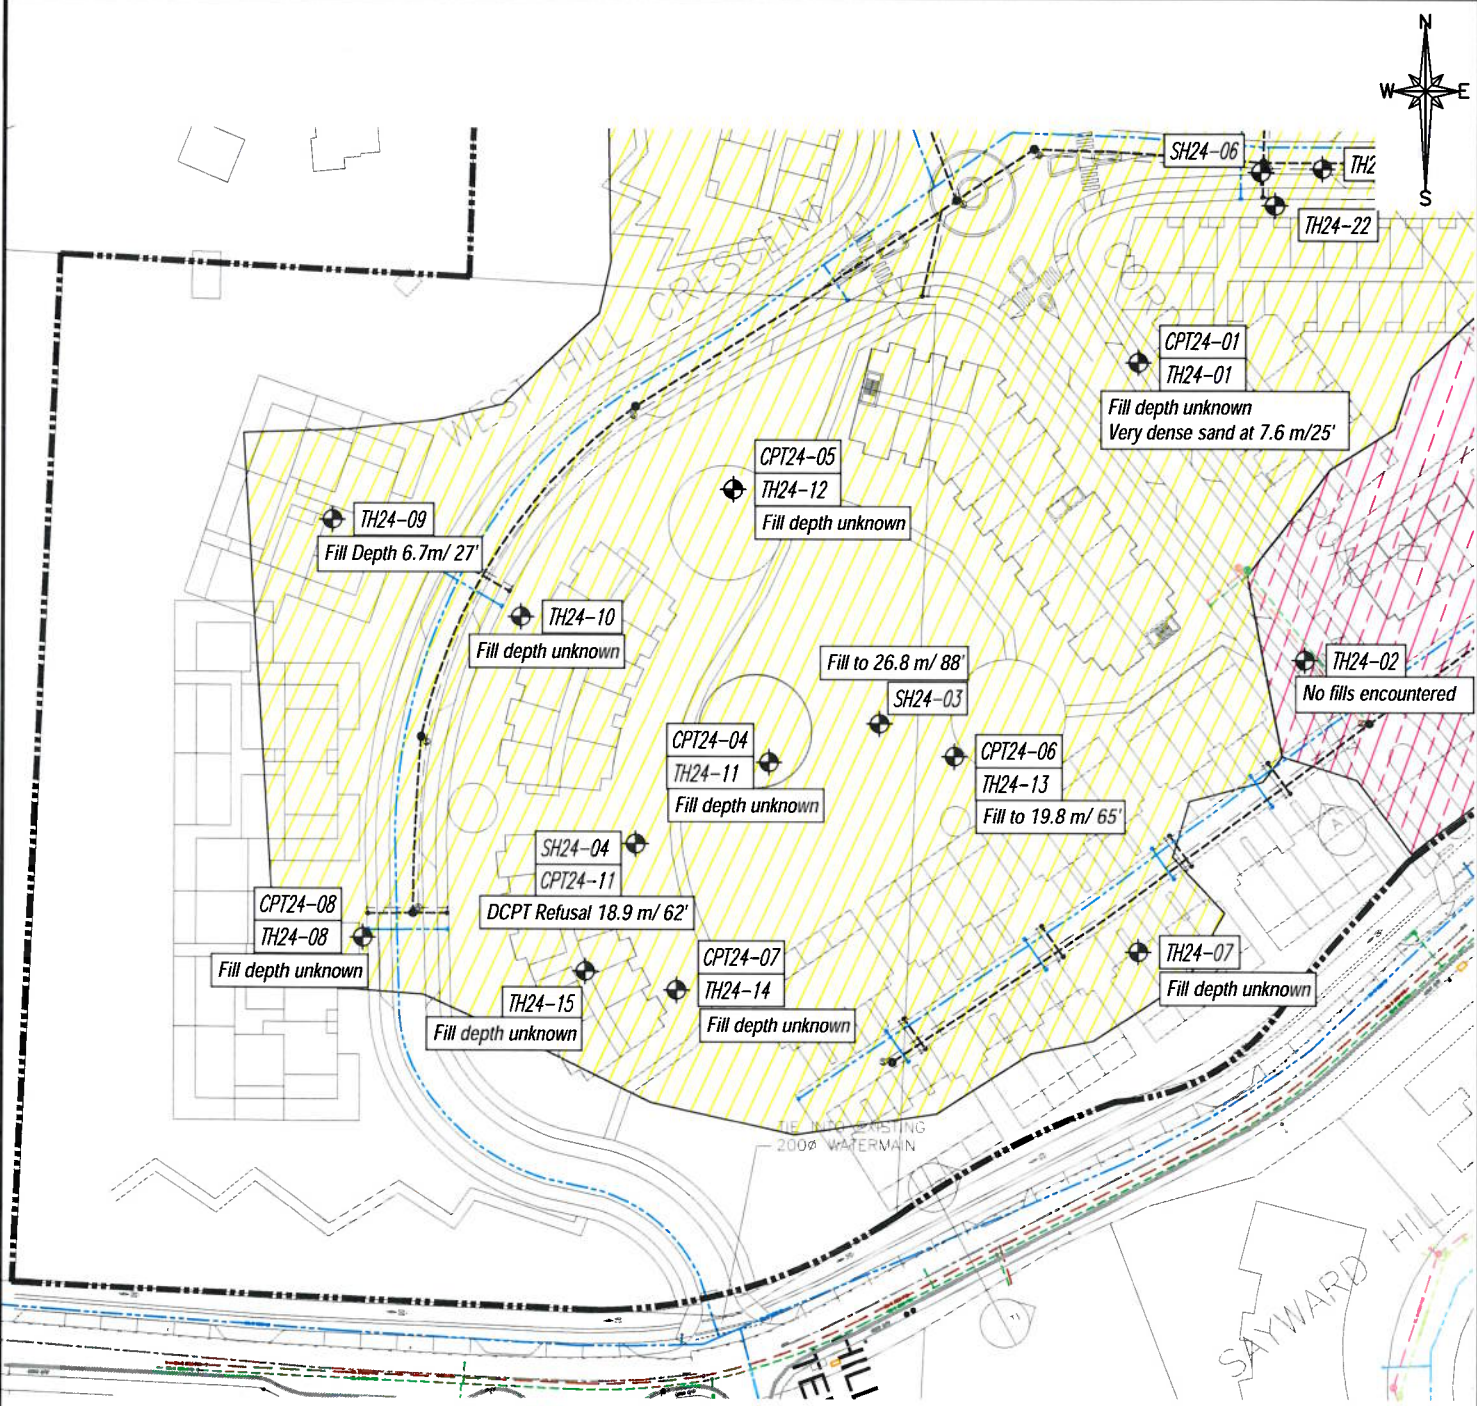 N
W E
S
SH24-06
TH2
TH24-22
WEST HILL CRESCENT
CPT24-01
TH24-01
Fill depth unknown
Very dense sand at 7.6 m/25'
CPT24-05
TH24-12
Fill depth unknown
TH24-09
Fill Depth 6.7m/ 27'
TH24-10
Fill depth unknown
Fill to 26.8 m/ 88'
SH24-03
TH24-02
No fills encountered
CPT24-04
TH24-11
Fill depth unknown
CPT24-06
TH24-13
Fill to 19.8 m/ 65'
SH24-04
CPT24-11
DCPT Refusal 18.9 m/ 62'
CPT24-08
TH24-08
Fill depth unknown
CPT24-07
TH24-14
Fill depth unknown
TH24-07
Fill depth unknown
TH24-15
Fill depth unknown
TIE INTO EXISTING
200Ø WATERMAIN
SAYWARD HILL
HILL